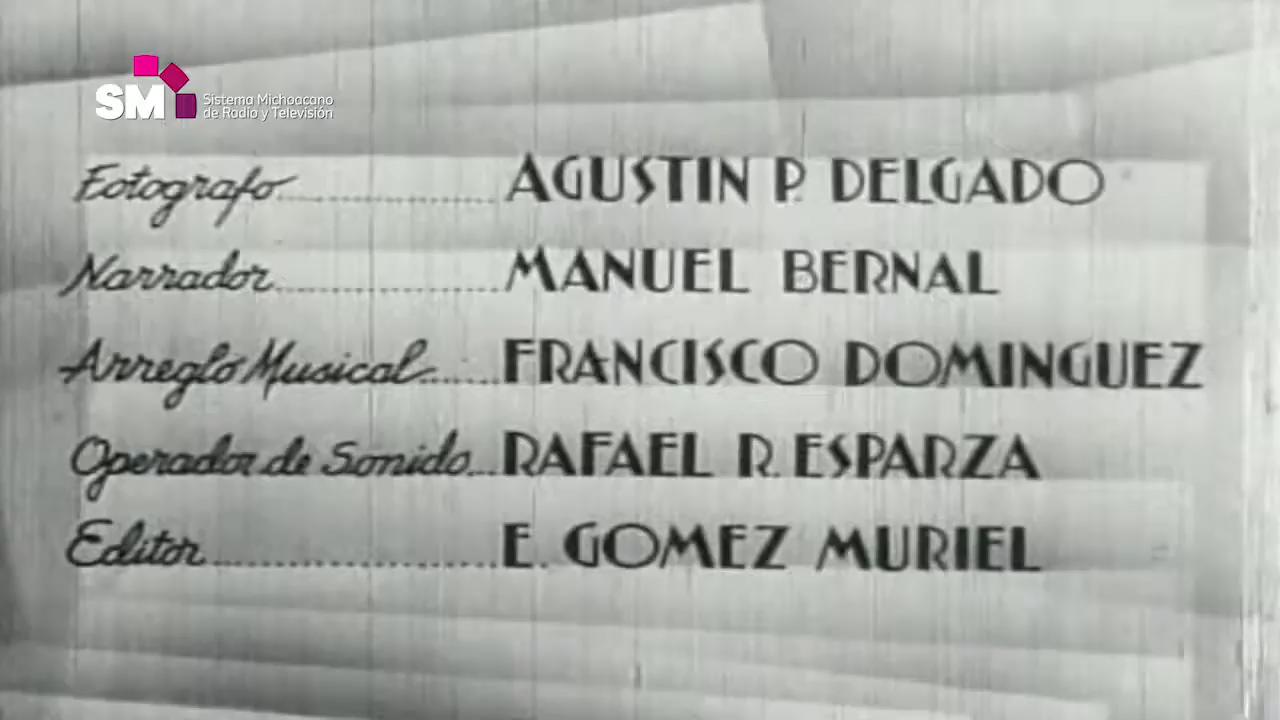 SM Sistema Michoacano
de Radio y Televisión
Fotografo AGUSTIN P. DELGADO
Narrador MANUEL BERNAL
Arreglo Musical FRANCISCO DOMINGUEZ
Operador de Sonido RAFAEL R. ESPARZA
Editor E. GOMEZ MURIEL